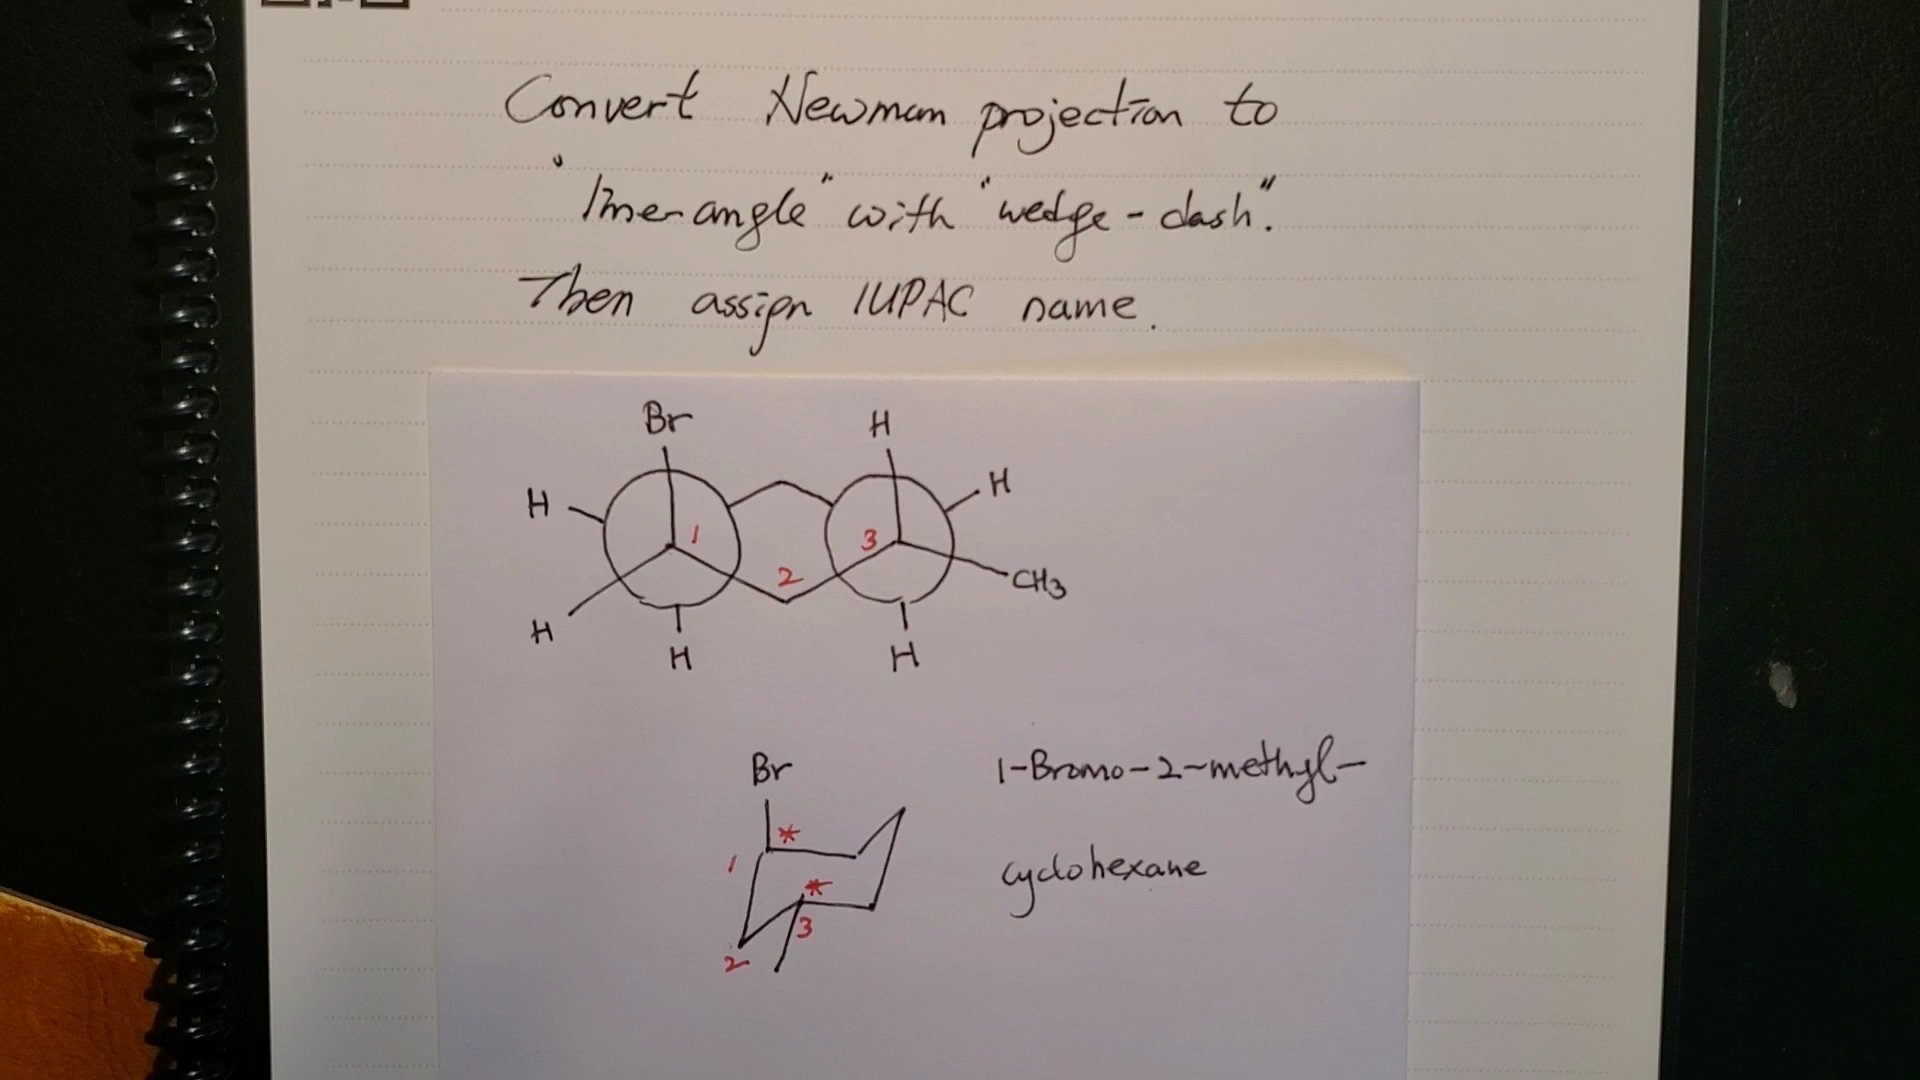 Convert Newman projection to
"line-angle" with "wedge-dash".
Then assign IUPAC name.
Br H
H H
1 3
2
CH3
H
H H
Br 1-Bromo-2-methyl-
*
1
* cyclohexane
3
2